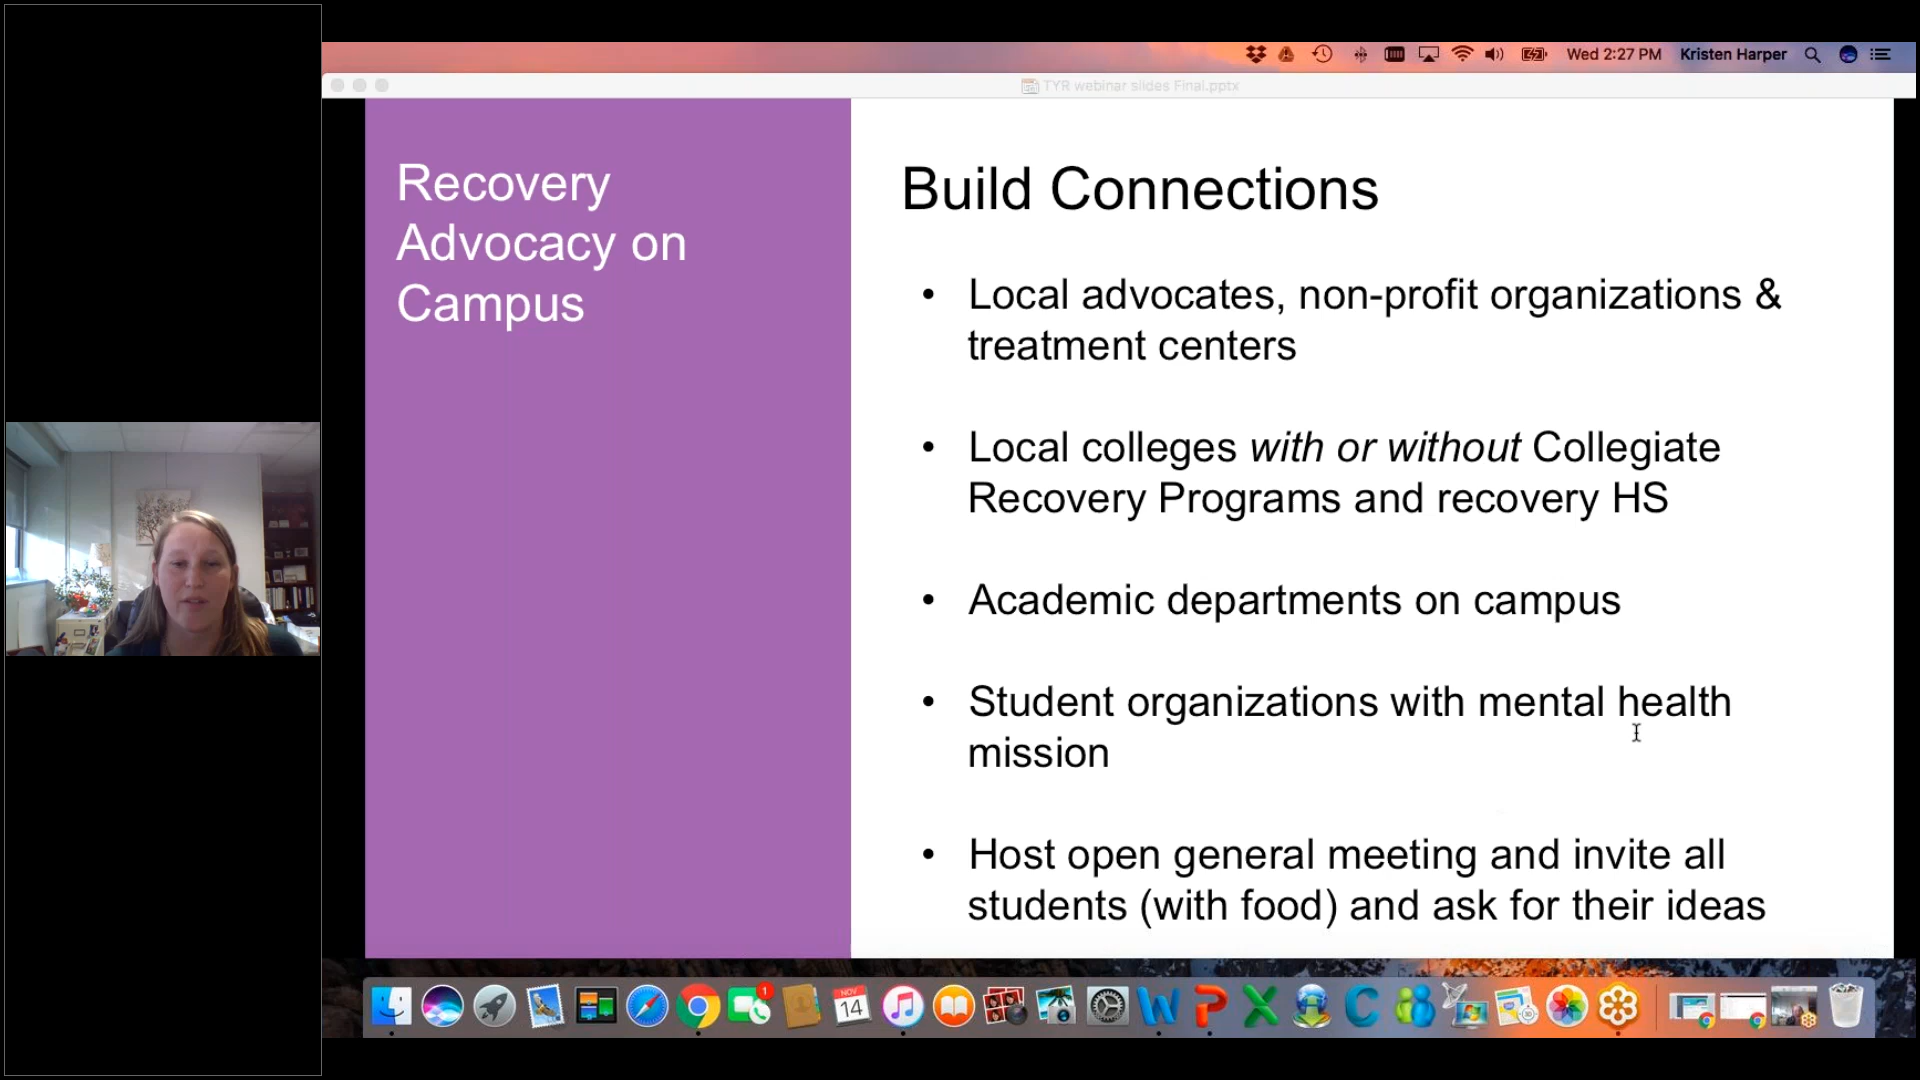 Wed 2:27 PM Kristen Harper
TYR webinar slides Final.pptx
Recovery
Advocacy on
Campus
Build Connections
• Local advocates, non-profit organizations &
treatment centers
• Local colleges with or without Collegiate
Recovery Programs and recovery HS
• Academic departments on campus
• Student organizations with mental health
mission
• Host open general meeting and invite all
students (with food) and ask for their ideas
1
NOV
14